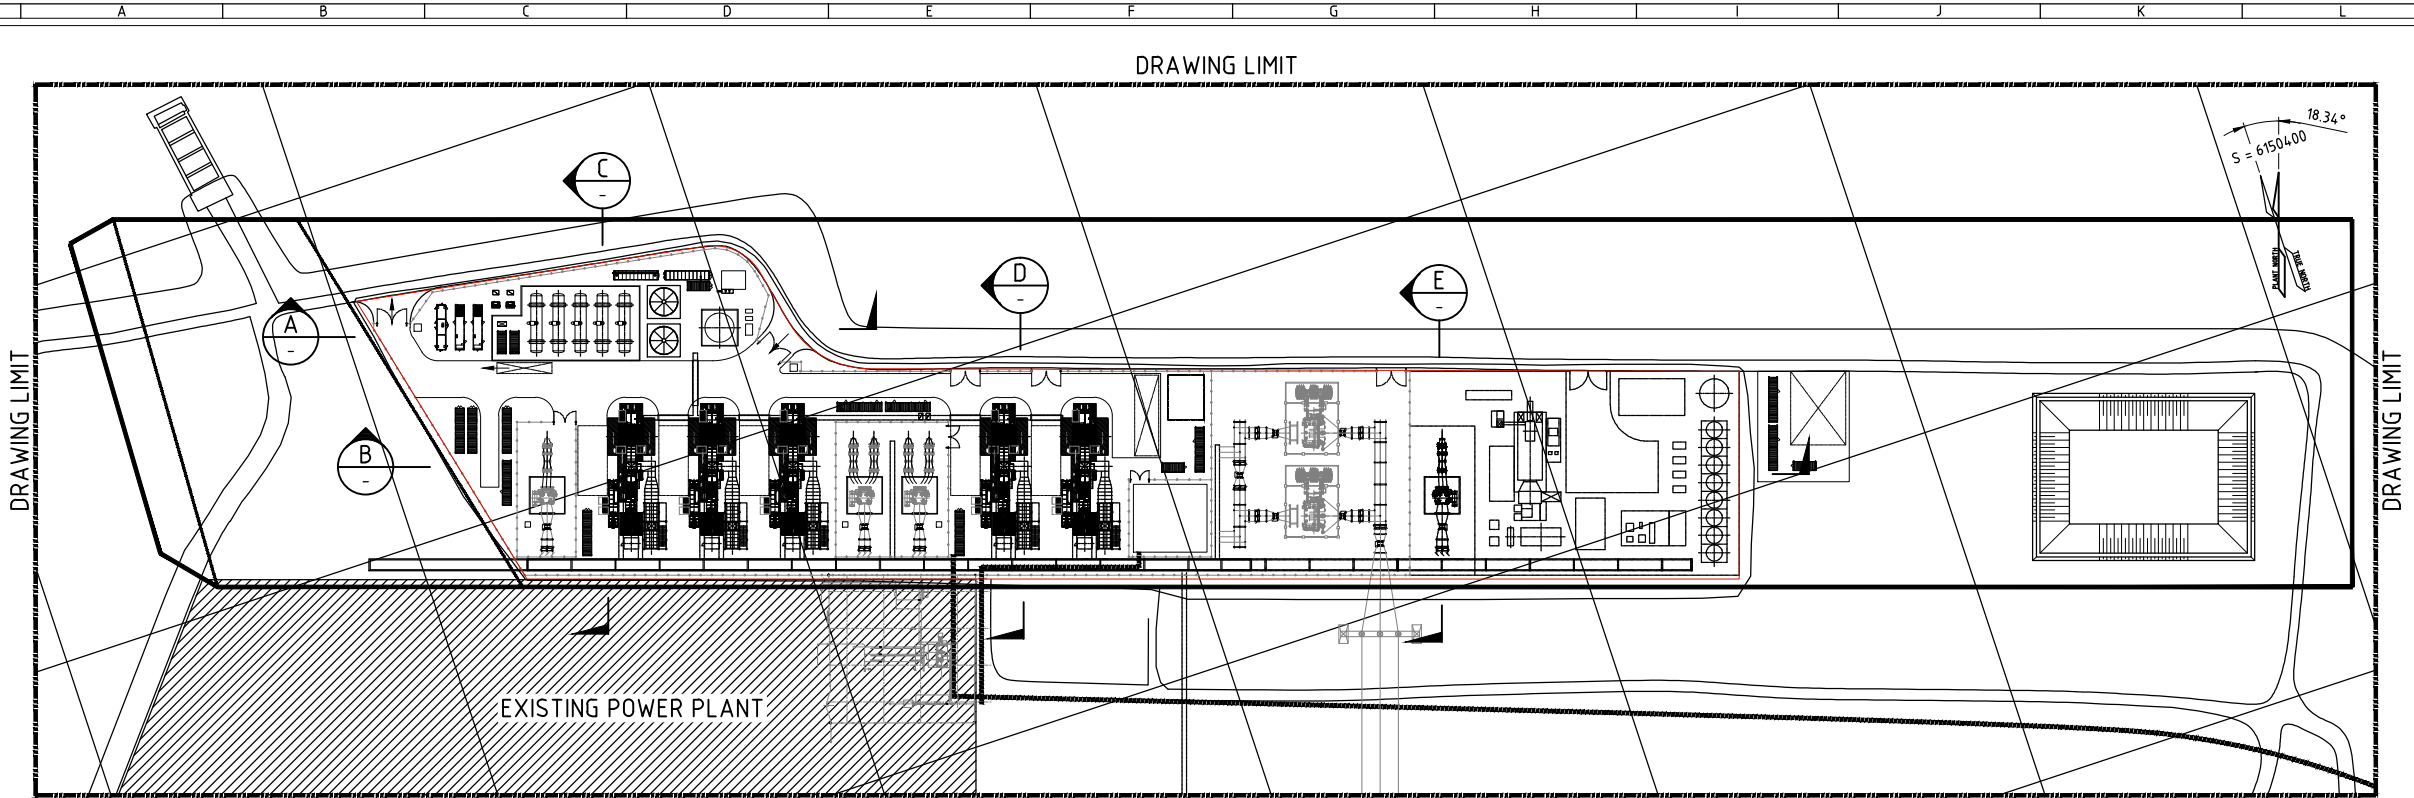 A B C D E F G H I J K L
DRAWING LIMIT
18.34°
S = 6150400
C
-
PLANT NORTH
TRUE NORTH
D
-
E
-
A
-
DRAWING LIMIT
DRAWING LIMIT
B
-
EXISTING POWER PLANT